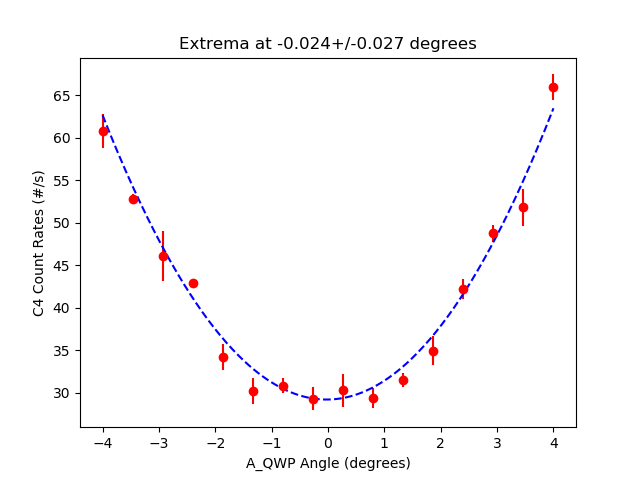 Extrema at -0.024+/-0.027 degrees
65
60
55
50
45
40
35
30
C4 Count Rates (#/s)
−4 −3 −2 −1 0 1 2 3 4
A_QWP Angle (degrees)